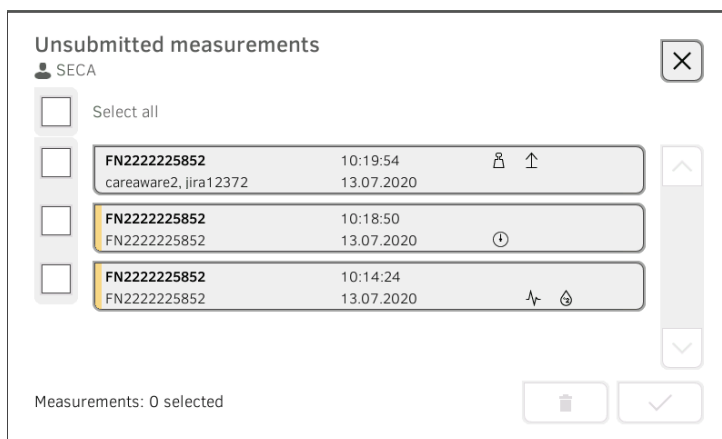 Unsubmitted measurements
SECA
Select all
FN2222225852 10:19:54
careaware2, jira12372 13.07.2020
FN2222225852 10:18:50
FN2222225852 13.07.2020
FN2222225852 10:14:24
FN2222225852 13.07.2020
Measurements: 0 selected